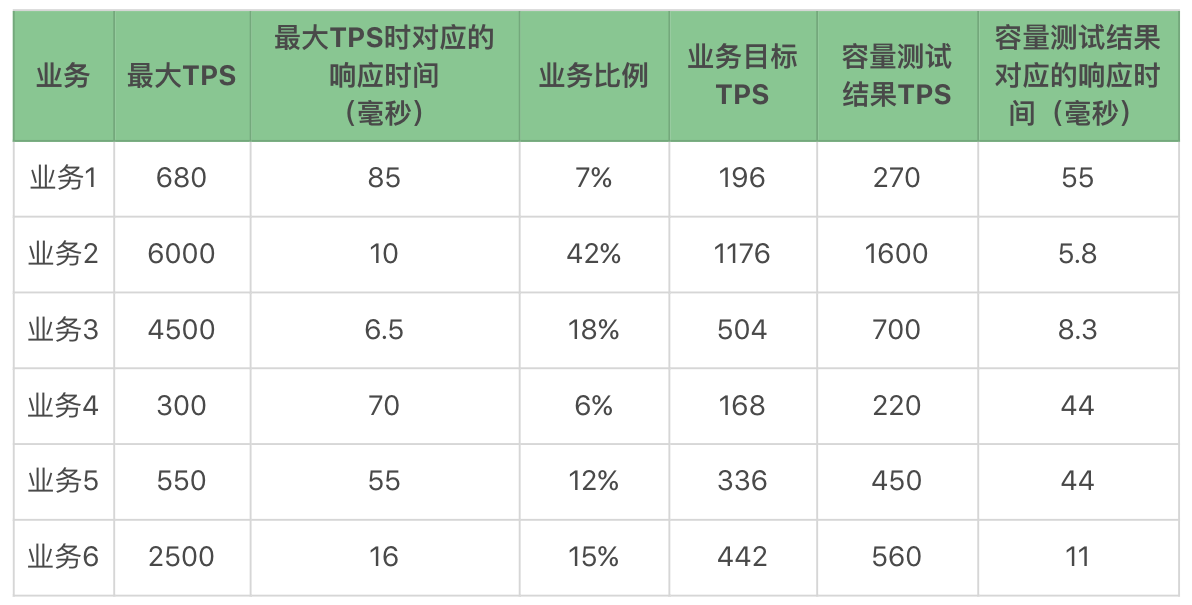 业务 最大TPS 最大TPS时对应的响应时间（毫秒） 业务比例 业务目标TPS 容量测试结果TPS 容量测试结果对应的响应时间（毫秒）
业务1 680 85 7% 196 270 55
业务2 6000 10 42% 1176 1600 5.8
业务3 4500 6.5 18% 504 700 8.3
业务4 300 70 6% 168 220 44
业务5 550 55 12% 336 450 44
业务6 2500 16 15% 442 560 11